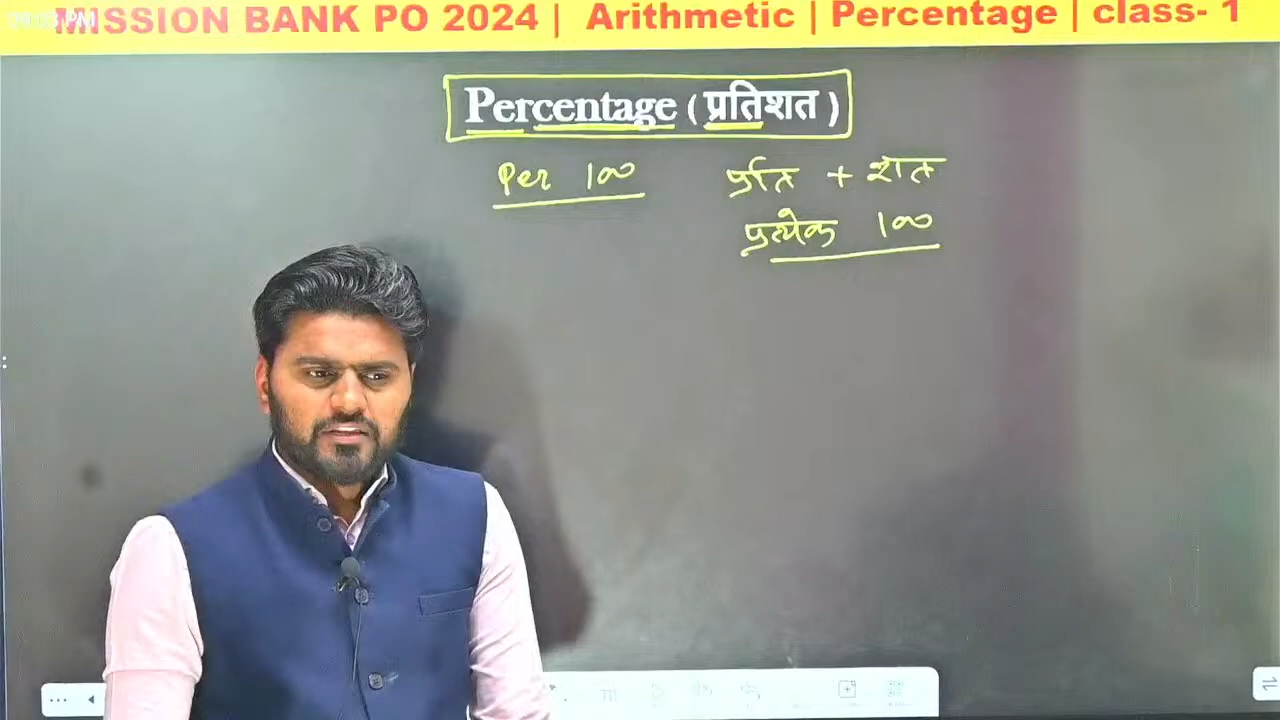 MISSION BANK PO 2024 | Arithmetic | Percentage | class- 1
Percentage ( प्रतिशत )
Per 100 प्रति + शत
प्रत्येक 100